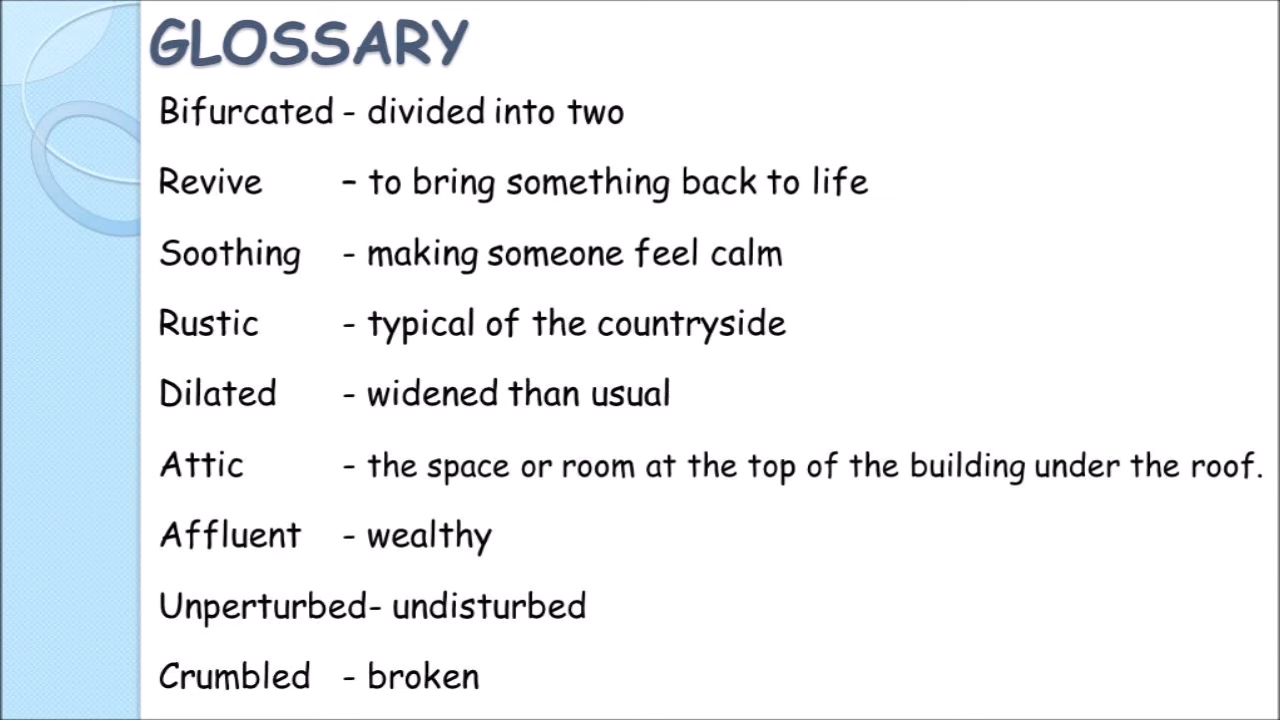 GLOSSARY
Bifurcated - divided into two
Revive – to bring something back to life
Soothing - making someone feel calm
Rustic - typical of the countryside
Dilated - widened than usual
Attic - the space or room at the top of the building under the roof.
Affluent - wealthy
Unperturbed- undisturbed
Crumbled - broken